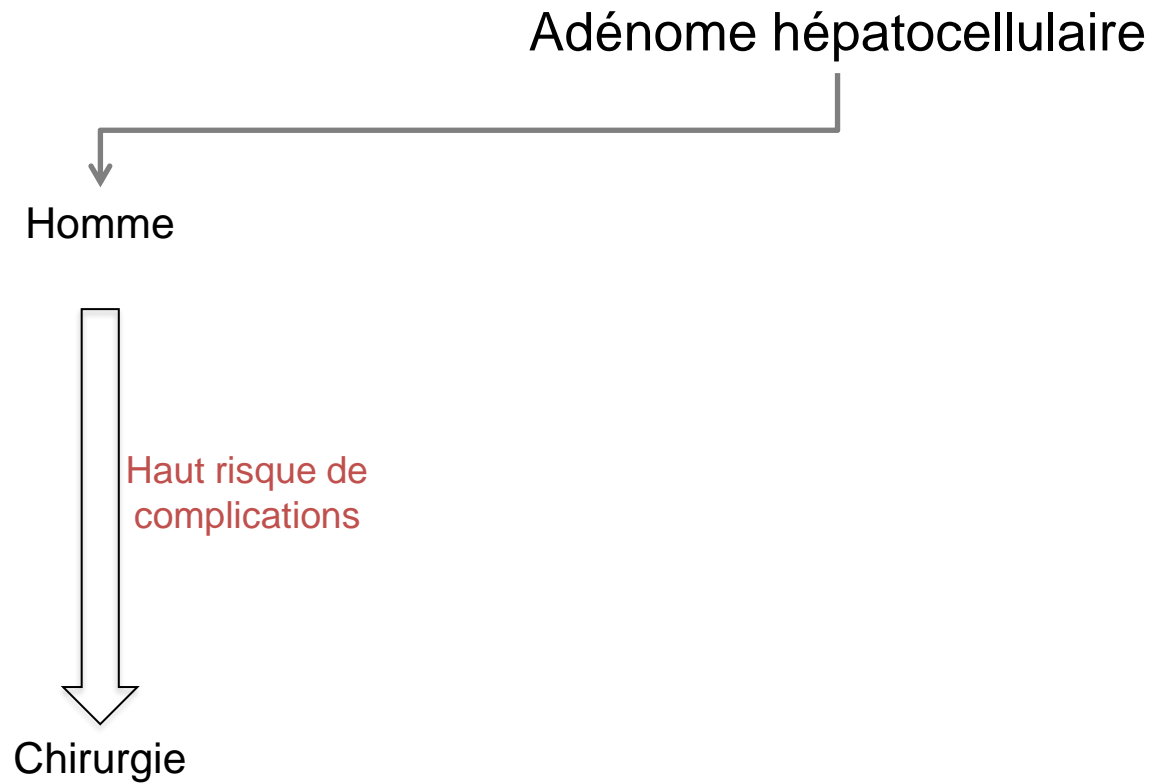 Adénome hépatocellulaire
Homme
Haut risque de
complications
Chirurgie